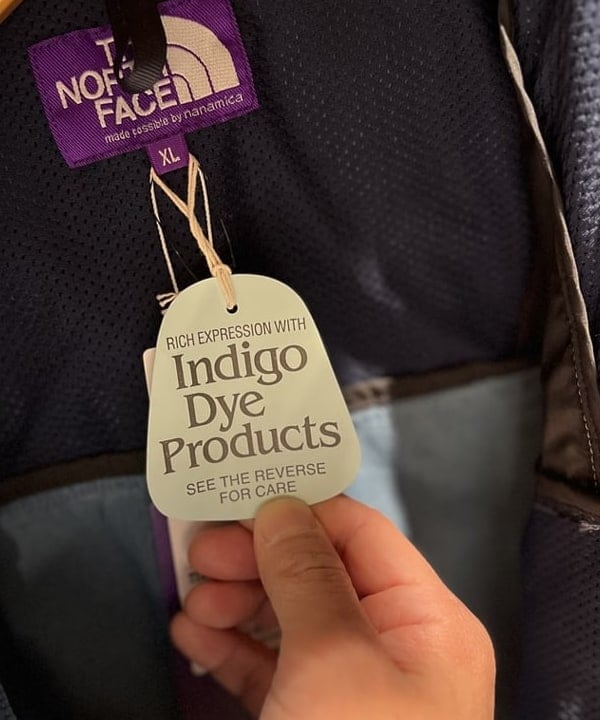 THE
NORTH
FACE
made possible by nanamica
XL
RICH EXPRESSION WITH
Indigo
Dye
Products
SEE THE REVERSE
FOR CARE